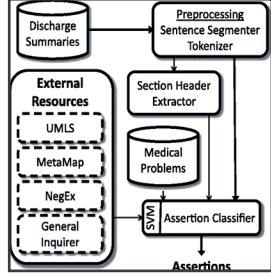 Discharge
Summaries
Preprocessing
Sentence Segmenter
Tokenizer
External
Resources
UMLS
MetaMap
NegEx
General
Inquirer
Section Header
Extractor
Medical
Problems
SVM
Assertion Classifier
Assertions